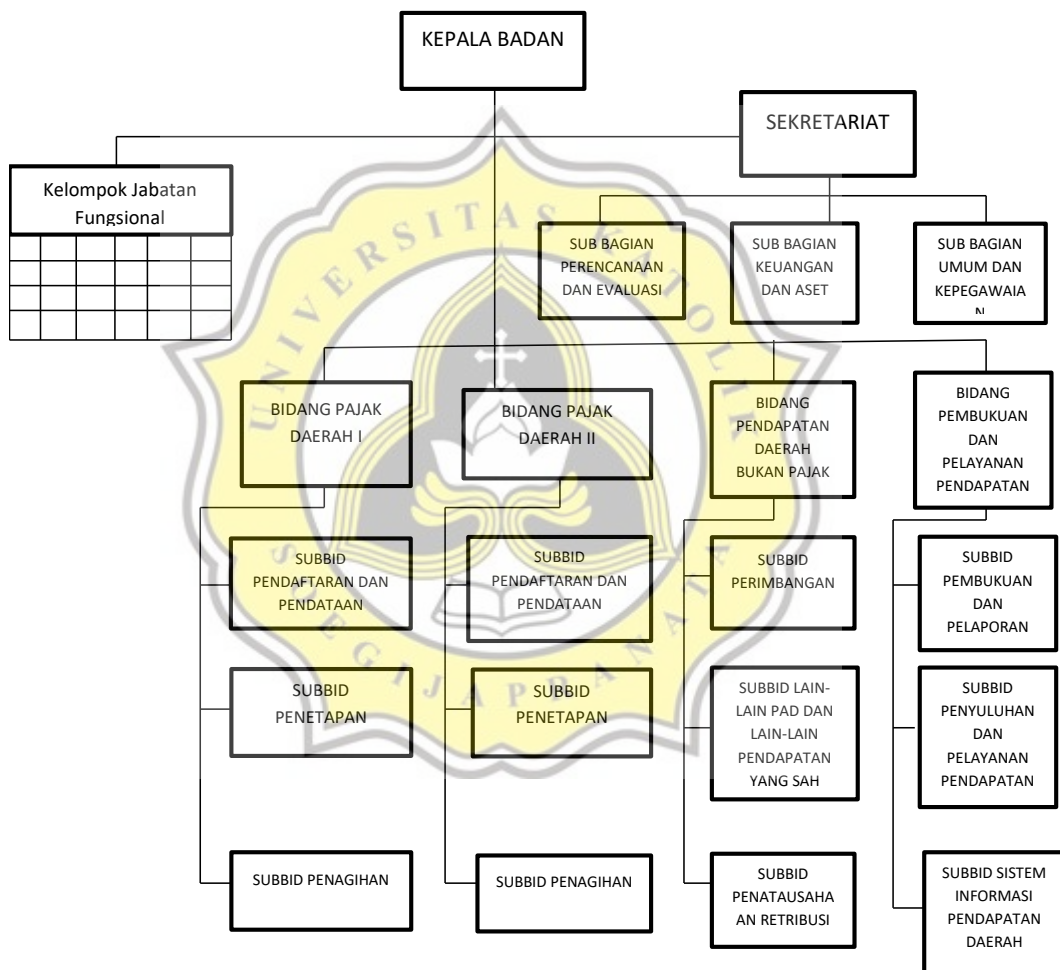 KEPALA BADAN
SEKRETARIAT
Kelompok Jabatan
Fungsional
SUB BAGIAN
PERENCANAAN
DAN EVALUASI
SUB BAGIAN
KEUANGAN
DAN ASET
SUB BAGIAN
UMUM DAN
KEPEGAWAIA
N
BIDANG PAJAK
DAERAH I
BIDANG PAJAK
DAERAH II
BIDANG
PENDAPATAN
DAERAH
BUKAN PAJAK
BIDANG
PEMBUKUAN
DAN
PELAYANAN
PENDAPATAN
SUBBID
PENDAFTARAN DAN
PENDATAAN
SUBBID
PENDAFTARAN DAN
PENDATAAN
SUBBID
PERIMBANGAN
SUBBID
PEMBUKUAN
DAN
PELAPORAN
SUBBID
PENETAPAN
SUBBID
PENETAPAN
SUBBID LAIN-
LAIN PAD DAN
LAIN-LAIN
PENDAPATAN
YANG SAH
SUBBID
PENYULUHAN
DAN
PELAYANAN
PENDAPATAN
SUBBID PENAGIHAN
SUBBID PENAGIHAN
SUBBID
PENATAUSAHA
AN RETRIBUSI
SUBBID SISTEM
INFORMASI
PENDAPATAN
DAERAH
UNIVERSITAS KATOLIK
SOEGIJAPRANATA